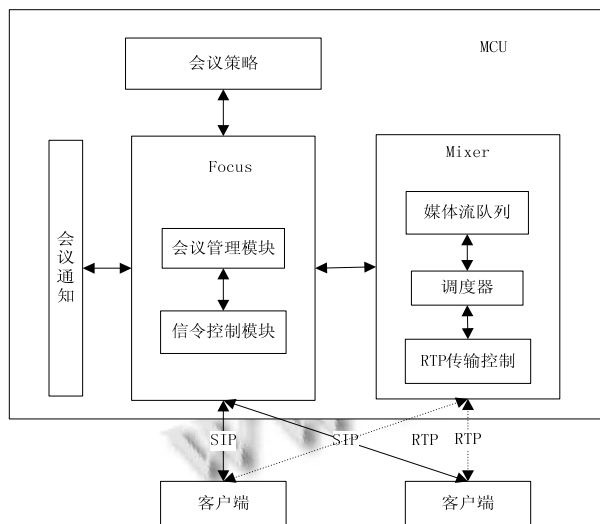 MCU
会议策略
Focus
Mixer
会议通知
媒体流队列
会议管理模块
调度器
信令控制模块
RTP传输控制
SIP
SIP
RTP
RTP
客户端
客户端